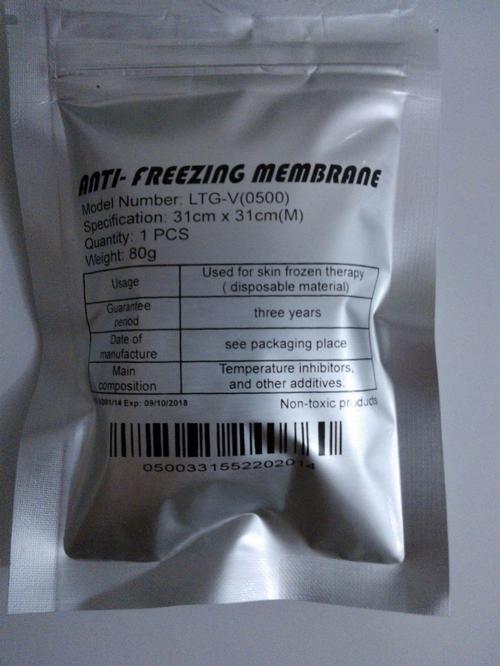 ANTI- FREEZING MEMBRANE
Model Number: LTG-V(0500)
Specification: 31cm x 31cm(M)
Quantity: 1 PCS
Weight: 80g
Usage
Used for skin frozen therapy
( disposable material)
Guarantee
period
three years
Date of
manufacture
see packaging place
Main
composition
Temperature inhibitors,
and other additives.
Exp: 09/10/2018
Non-toxic products
0500331552202014